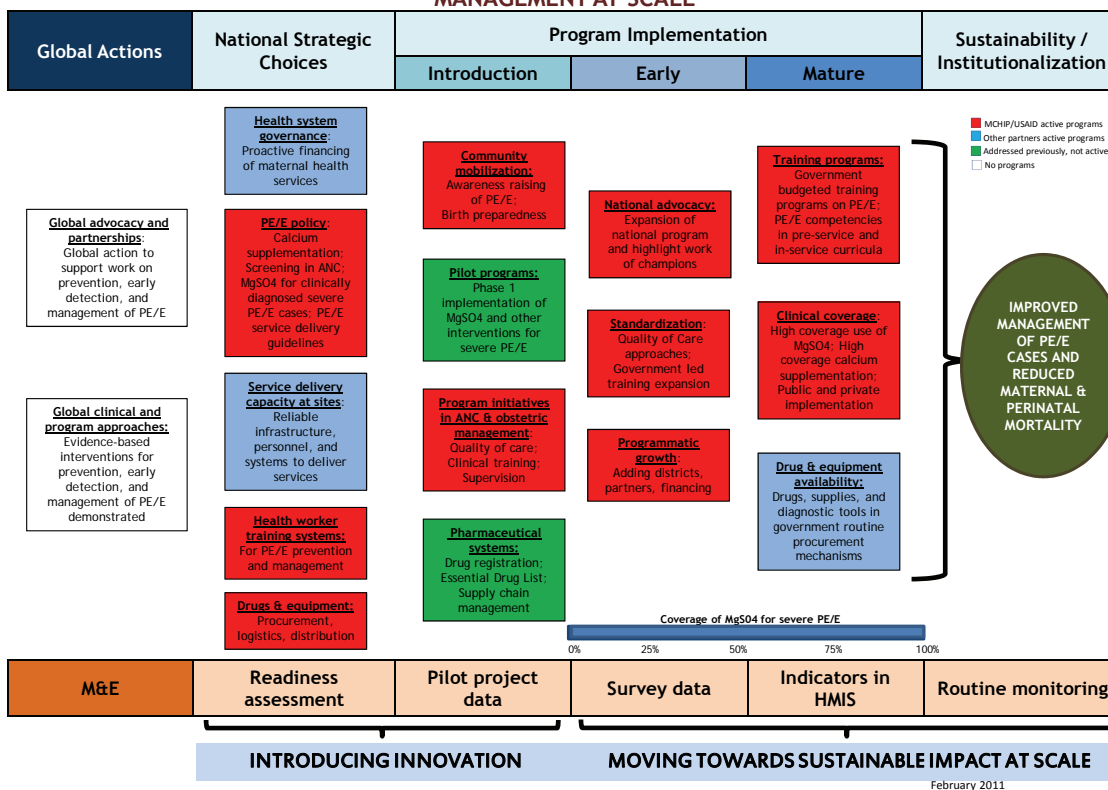 MANAGEMENT AT SCALE
Global Actions
National Strategic
Choices
Program Implementation
Introduction
Early
Mature
Sustainability /
Institutionalization
Health system
governance:
Proactive financing
of maternal health
services
Global advocacy and
partnerships:
Global action to
support work on
prevention, early
detection, and
management of PE/E
PE/E policy:
Calcium
supplementation;
Screening in ANC;
MgSO4 for clinically
diagnosed severe
PE/E cases; PE/E
service delivery
guidelines
Global clinical and
program approaches:
Evidence-based
interventions for
prevention, early
detection, and
management of PE/E
demonstrated
Service delivery
capacity at sites:
Reliable
infrastructure,
personnel, and
systems to deliver
services
Health worker
training systems:
For PE/E prevention
and management
Drugs & equipment:
Procurement,
logistics, distribution
Community
mobilization:
Awareness raising
of PE/E;
Birth preparedness
Pilot programs:
Phase 1
implementation of
MgSO4 and other
interventions for
severe PE/E
Program initiatives
in ANC & obstetric
management:
Quality of care;
Clinical training;
Supervision
Pharmaceutical
systems:
Drug registration;
Essential Drug List;
Supply chain
management
National advocacy:
Expansion of
national program
and highlight work
of champions
Standardization:
Quality of Care
approaches;
Government led
training expansion
Programmatic
growth:
Adding districts,
partners, financing
Training programs:
Government
budgeted training
programs on PE/E;
PE/E competencies
in pre-service and
in-service curricula
Clinical coverage:
High coverage use of
MgSO4; High
coverage calcium
supplementation;
Public and private
implementation
Drug & equipment
availability:
Drugs, supplies, and
diagnostic tools in
government routine
procurement
mechanisms
MCHIP/USAID active programs
Other partners active programs
Addressed previously, not active
No programs
IMPROVED
MANAGEMENT
OF PE/E
CASES AND
REDUCED
MATERNAL &
PERINATAL
MORTALITY
Coverage of MgS04 for severe PE/E
0% 25% 50% 75% 100%
M&E
Readiness
assessment
Pilot project
data
Survey data
Indicators in
HMIS
Routine monitoring
INTRODUCING INNOVATION
MOVING TOWARDS SUSTAINABLE IMPACT AT SCALE
February 2011